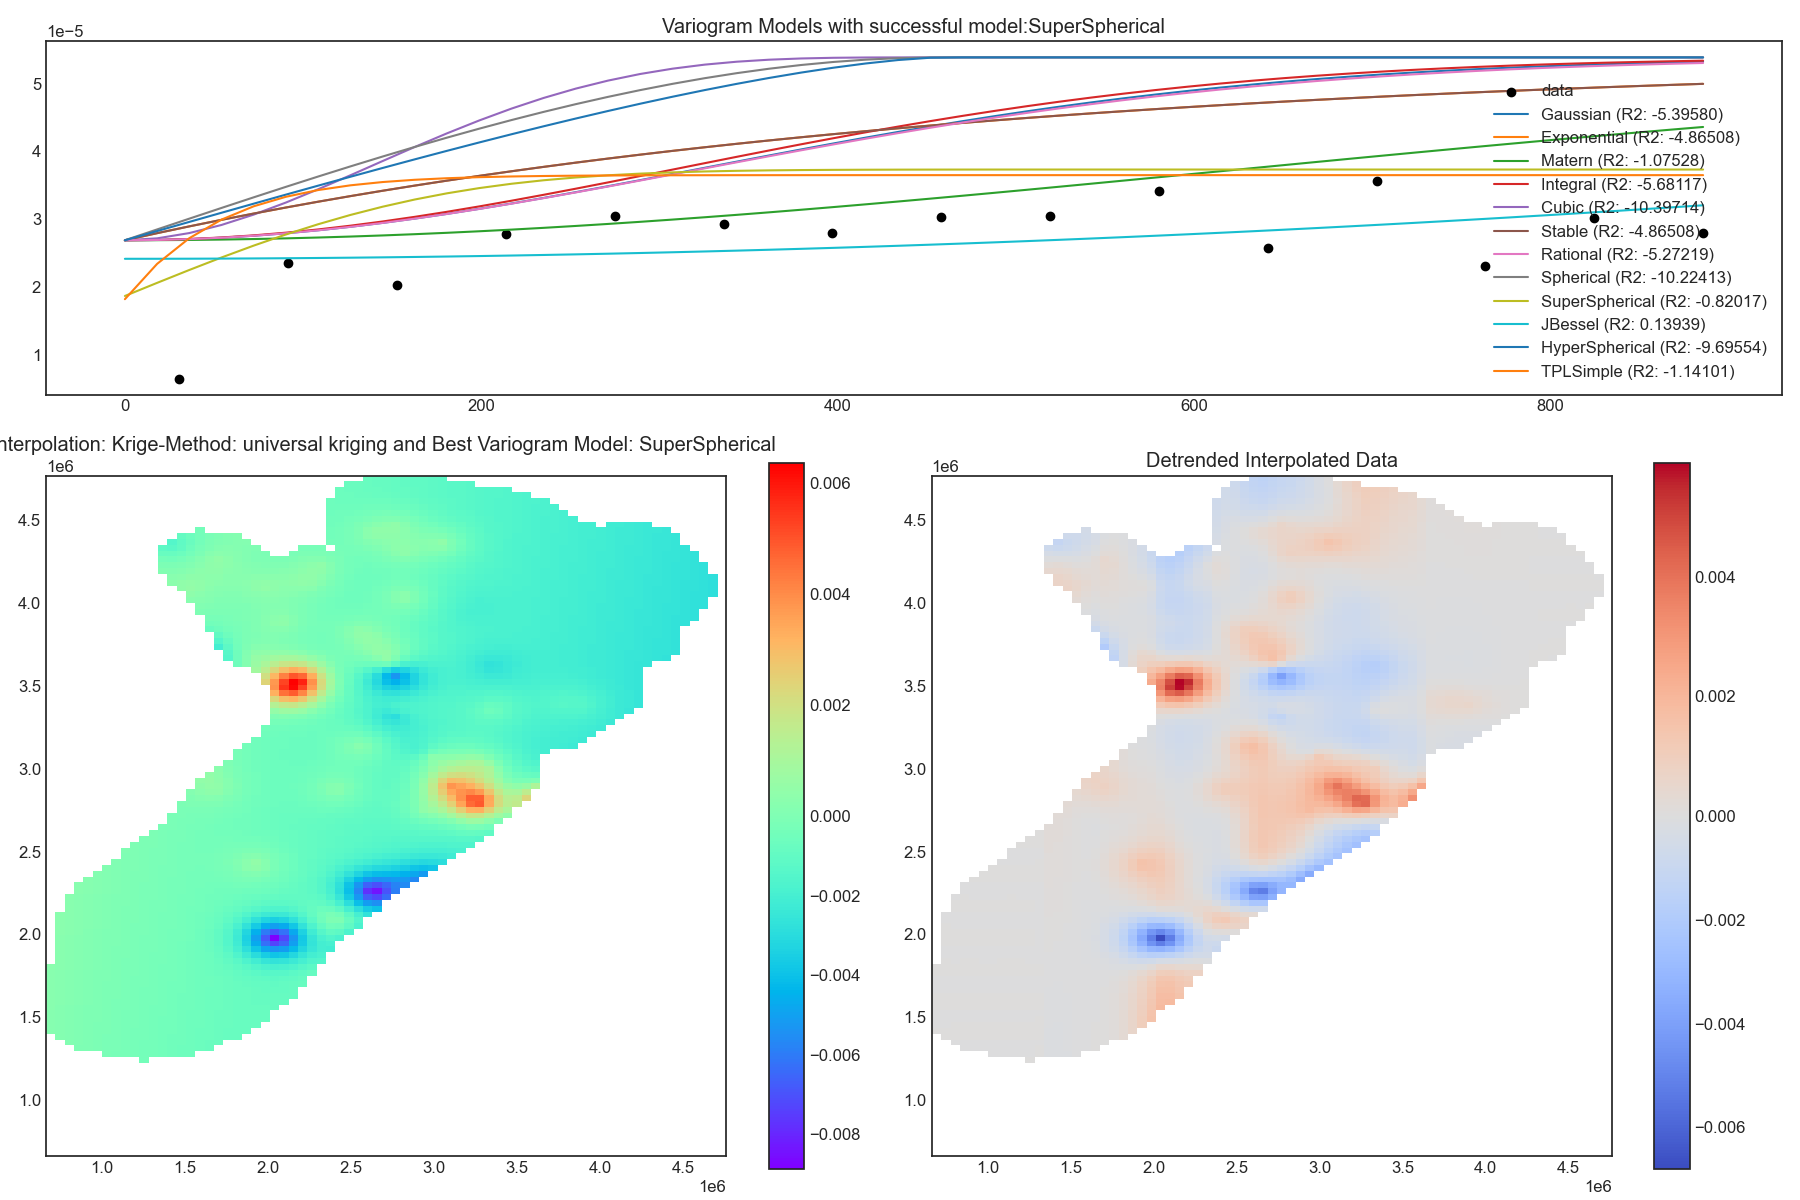 Variogram Models with successful model:SuperSpherical
1e−5
5
4
3
2
1
0
200
400
600
800
data
Gaussian (R2: -5.39580)
Exponential (R2: -4.86508)
Matern (R2: -1.07528)
Integral (R2: -5.68117)
Cubic (R2: -10.39714)
Stable (R2: -4.86508)
Rational (R2: -5.27219)
Spherical (R2: -10.22413)
SuperSpherical (R2: -0.82017)
JBessel (R2: 0.13939)
HyperSpherical (R2: -9.69554)
TPLSimple (R2: -1.14101)
nterpolation: Krige-Method: universal kriging and Best Variogram Model: SuperSpherical
1e6
4.5
4.0
3.5
3.0
2.5
2.0
1.5
1.0
1.0
1.5
2.0
2.5
3.0
3.5
4.0
4.5
1e6
0.006
0.004
0.002
0.000
−0.002
−0.004
−0.006
−0.008
Detrended Interpolated Data
1e6
4.5
4.0
3.5
3.0
2.5
2.0
1.5
1.0
1.0
1.5
2.0
2.5
3.0
3.5
4.0
4.5
1e6
0.004
0.002
0.000
−0.002
−0.004
−0.006